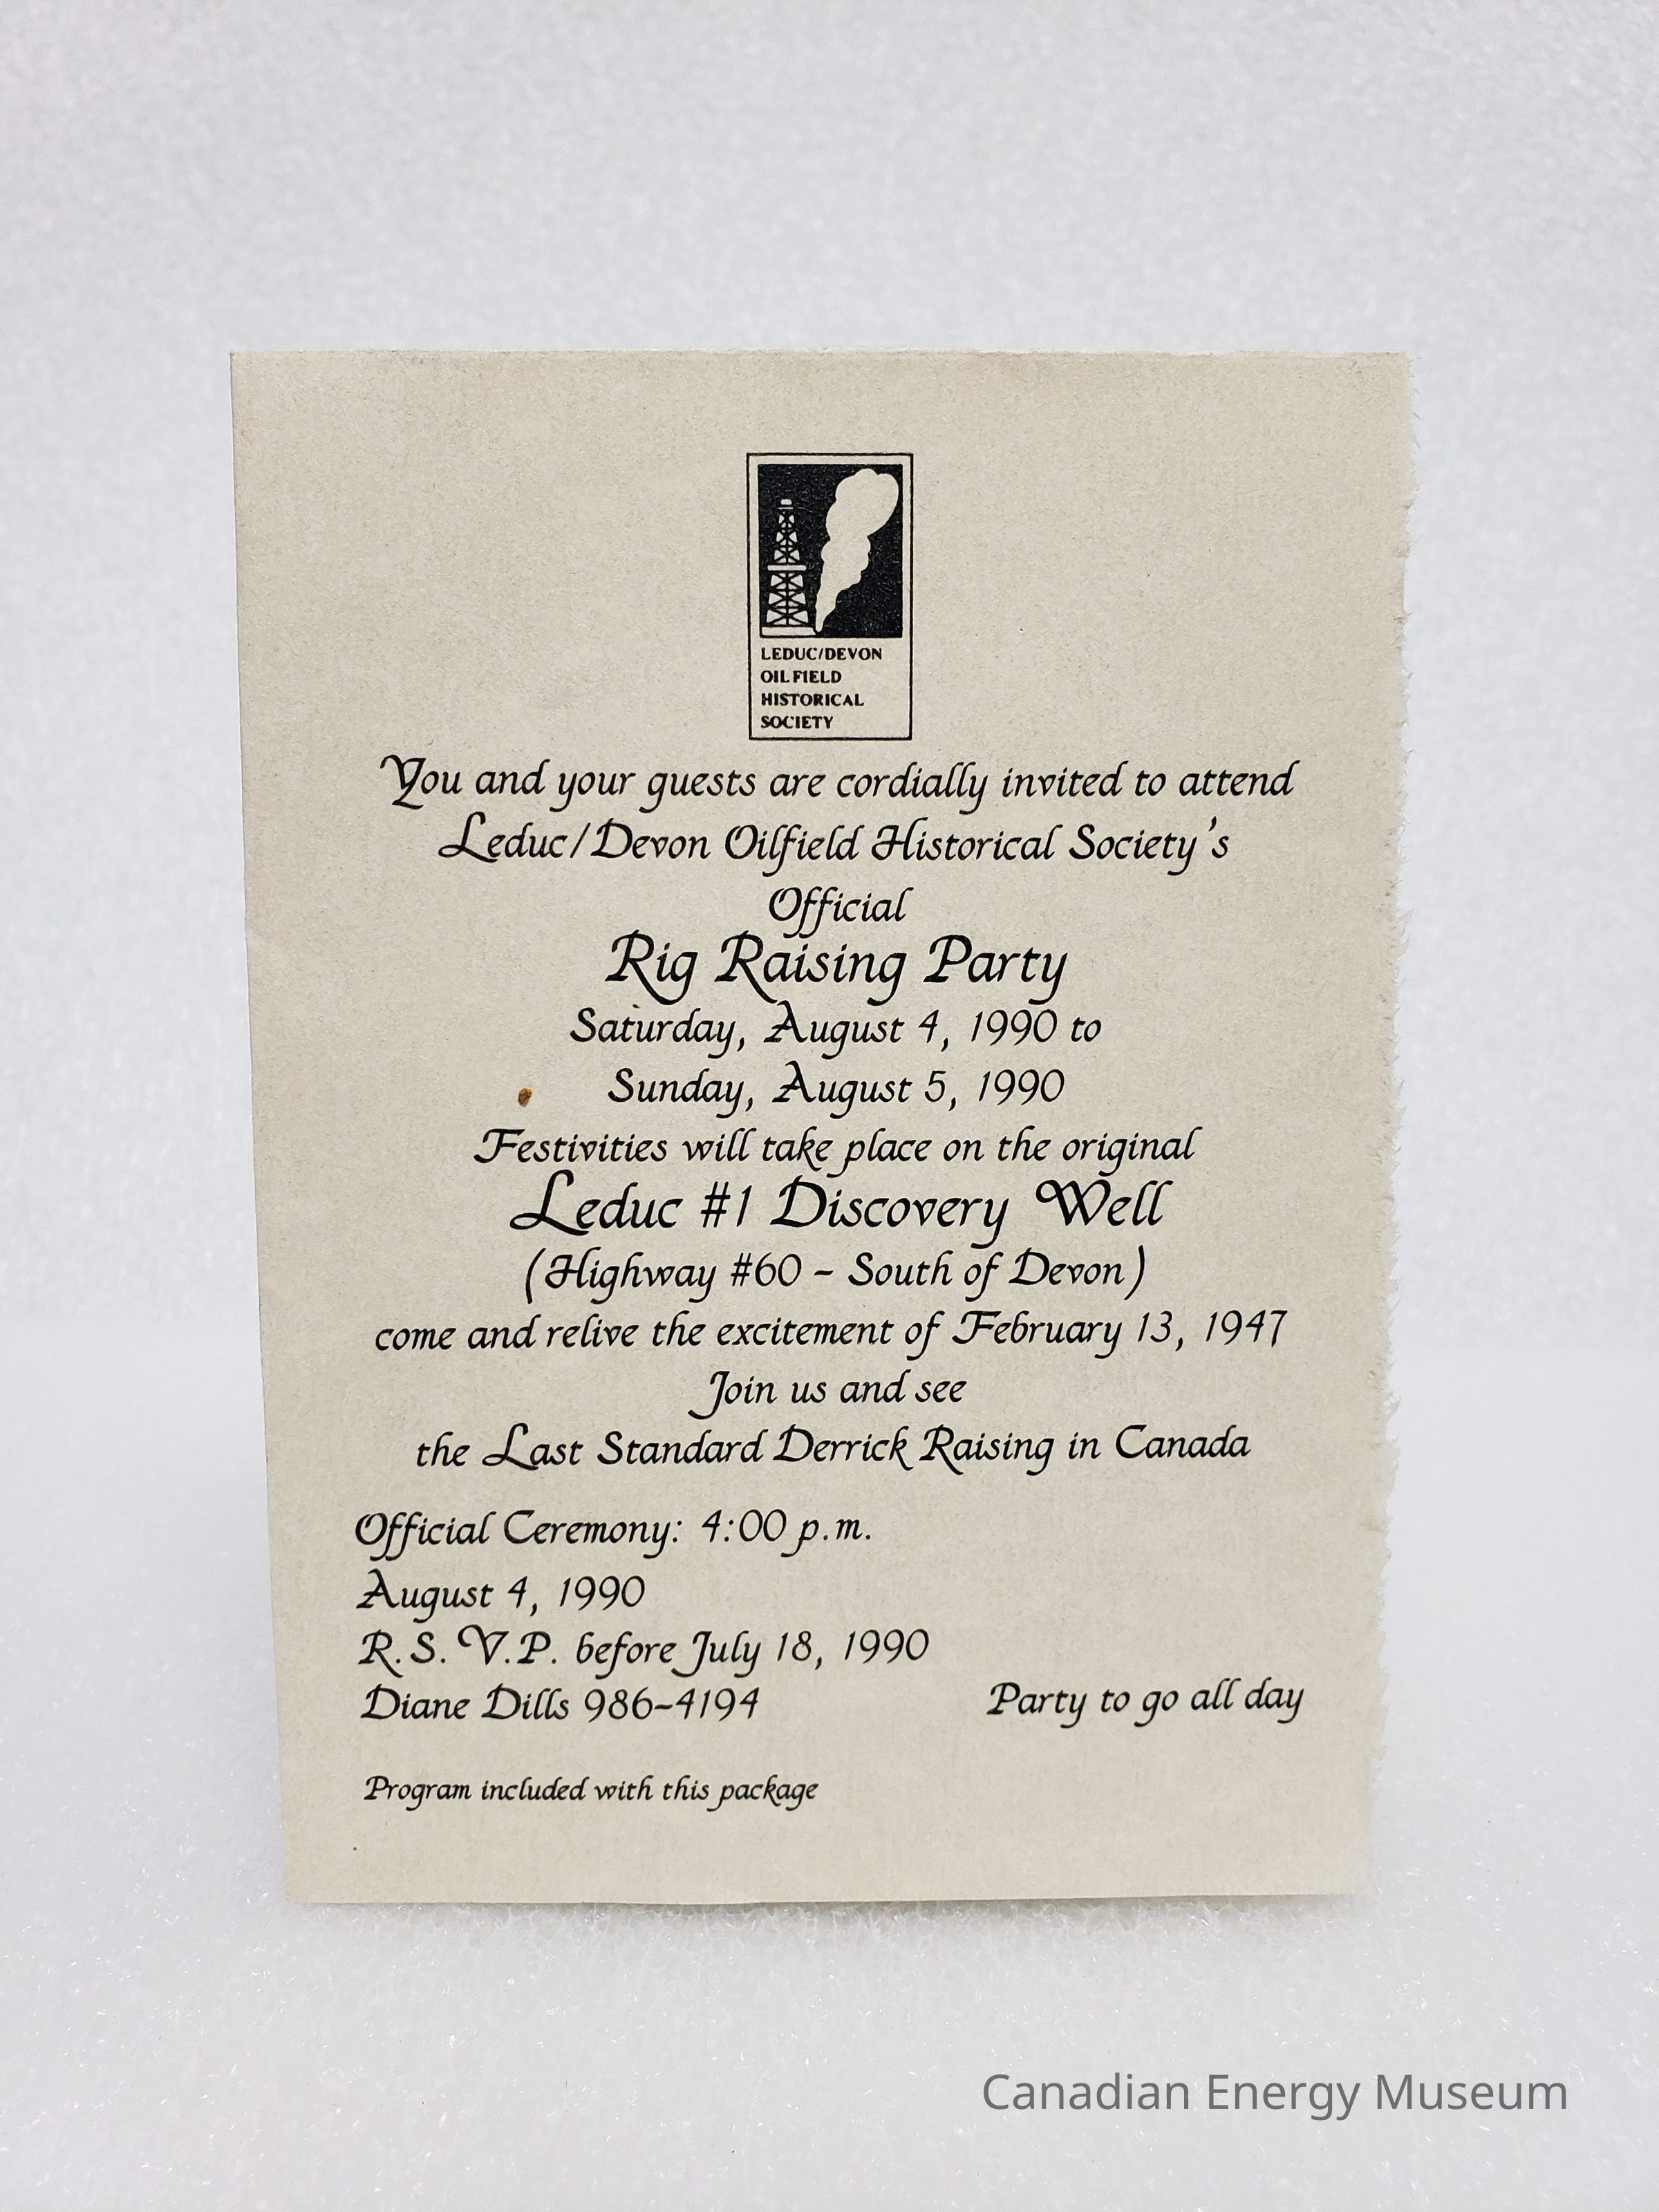 LEDUC/DEVON
OILFIELD
HISTORICAL
SOCIETY
You and your guests are cordially invited to attend
Leduc/Devon Oilfield Historical Society's
Official
Rig Raising Party
Saturday, August 4, 1990 to
Sunday, August 5, 1990
Festivities will take place on the original
Leduc #1 Discovery Well
(Highway #60 - South of Devon)
come and relive the excitement of February 13, 1947
Join us and see
the Last Standard Derrick Raising in Canada
Official Ceremony: 4:00 p.m.
August 4, 1990
R.S.V.P. before July 18, 1990
Diane Dills 986-4194
Party to go all day
Program included with this package
Canadian Energy Museum